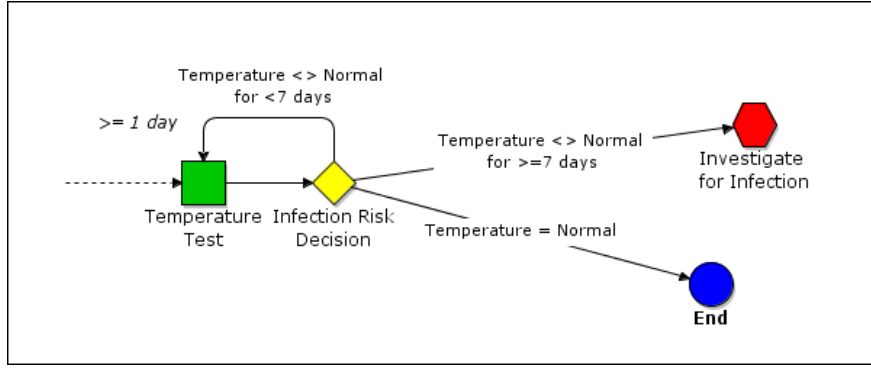 Temperature <> Normal
for <7 days
>= 1 day
Temperature <> Normal
for >=7 days
Investigate
for Infection
Temperature
Test
Infection Risk
Decision
Temperature = Normal
End